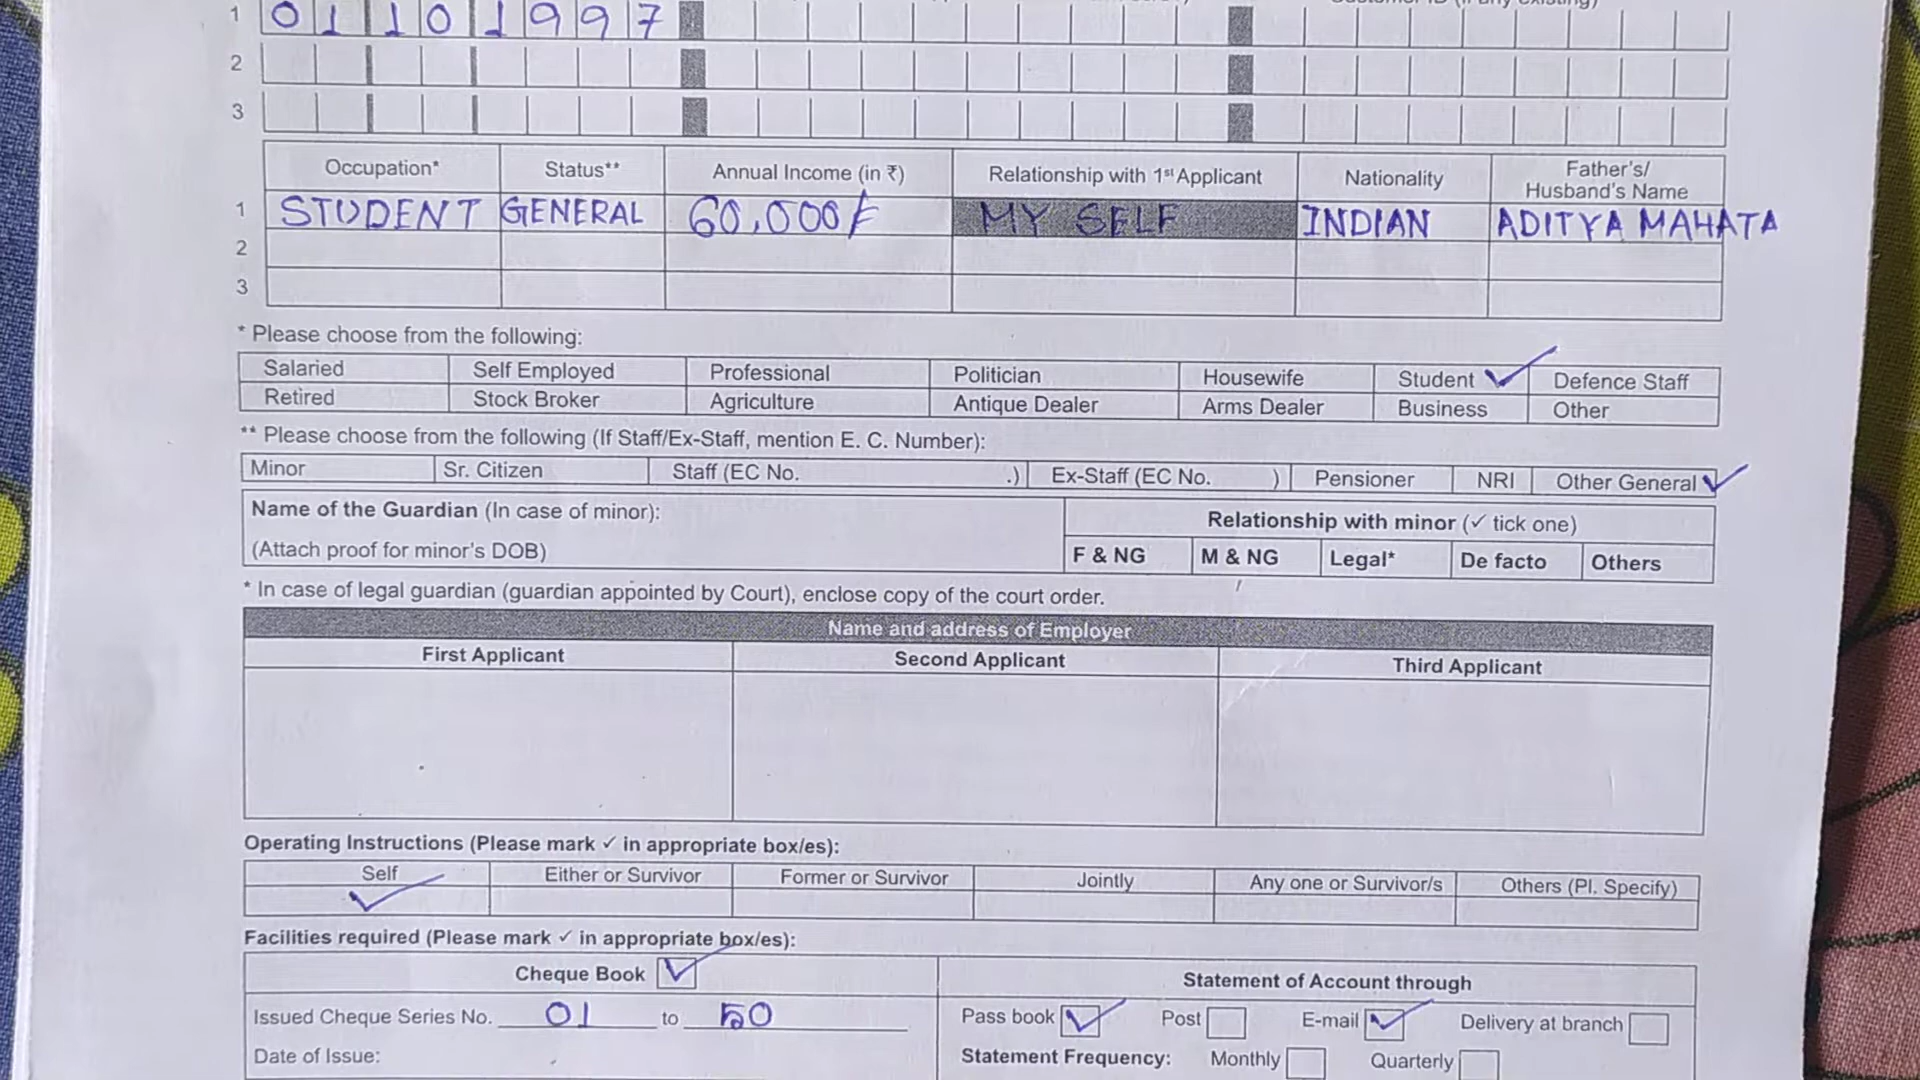 1 01101997
2
3
Occupation* Status** Annual Income (in ₹) Relationship with 1st Applicant Nationality Father's/ Husband's Name
1 STUDENT GENERAL 60,000/- MY SELF INDIAN ADITYA MAHATA
2
3
* Please choose from the following:
Salaried Self Employed Professional Politician Housewife Student ✓ Defence Staff
Retired Stock Broker Agriculture Antique Dealer Arms Dealer Business Other
** Please choose from the following (If Staff/Ex-Staff, mention E. C. Number):
Minor Sr. Citizen Staff (EC No. .) Ex-Staff (EC No. ) Pensioner NRI Other General ✓
Name of the Guardian (In case of minor): Relationship with minor (✓ tick one)
(Attach proof for minor's DOB) F & NG M & NG Legal* De facto Others
* In case of legal guardian (guardian appointed by Court), enclose copy of the court order.
Name and address of Employer
First Applicant Second Applicant Third Applicant
Operating Instructions (Please mark ✓ in appropriate box/es):
Self Either or Survivor Former or Survivor Jointly Any one or Survivor/s Others (Pl. Specify)
✓
Facilities required (Please mark ✓ in appropriate box/es):
Cheque Book ✓ Statement of Account through
Issued Cheque Series No. 01 to 50 Pass book ✓ Post E-mail ✓ Delivery at branch
Date of Issue: Statement Frequency: Monthly Quarterly